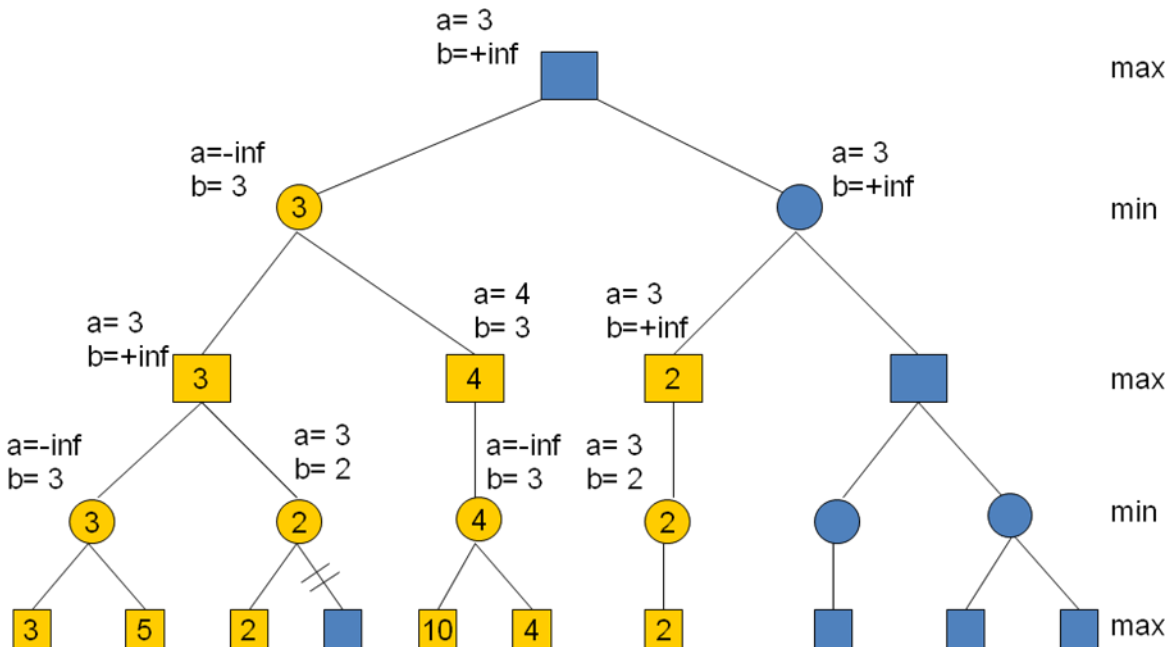 a= 3
b=+inf
max
a=-inf
b= 3
3
a= 3
b=+inf
min
a= 3
b=+inf
3
a= 4
b= 3
4
a= 3
b=+inf
2
max
a=-inf
b= 3
3
a= 3
b= 2
2
a=-inf
b= 3
4
a= 3
b= 2
2
min
3
5
2
10
4
2
max